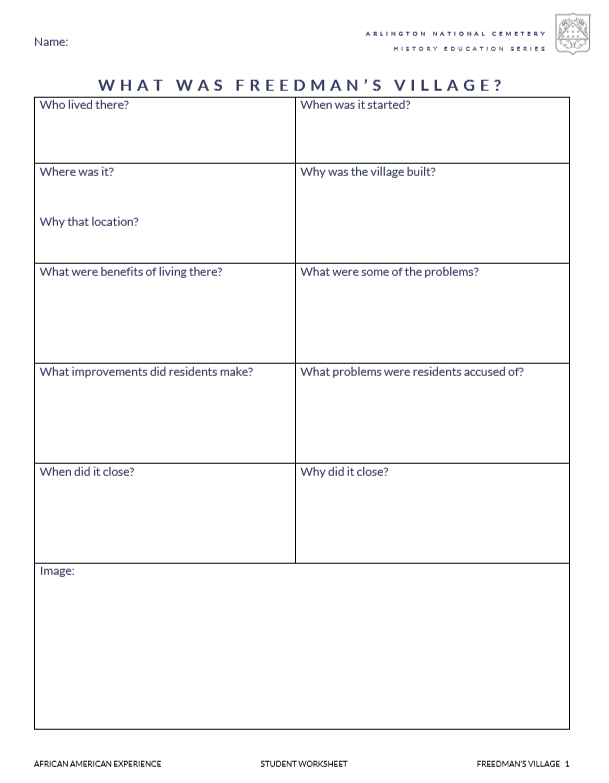 Name:
ARLINGTON NATIONAL CEMETERY
HISTORY EDUCATION SERIES
WHAT WAS FREEDMAN'S VILLAGE?
Who lived there?
When was it started?
Where was it?
Why that location?
Why was the village built?
What were benefits of living there?
What were some of the problems?
What improvements did residents make?
What problems were residents accused of?
When did it close?
Why did it close?
Image:
AFRICAN AMERICAN EXPERIENCE
STUDENT WORKSHEET
FREEDMAN'S VILLAGE 1